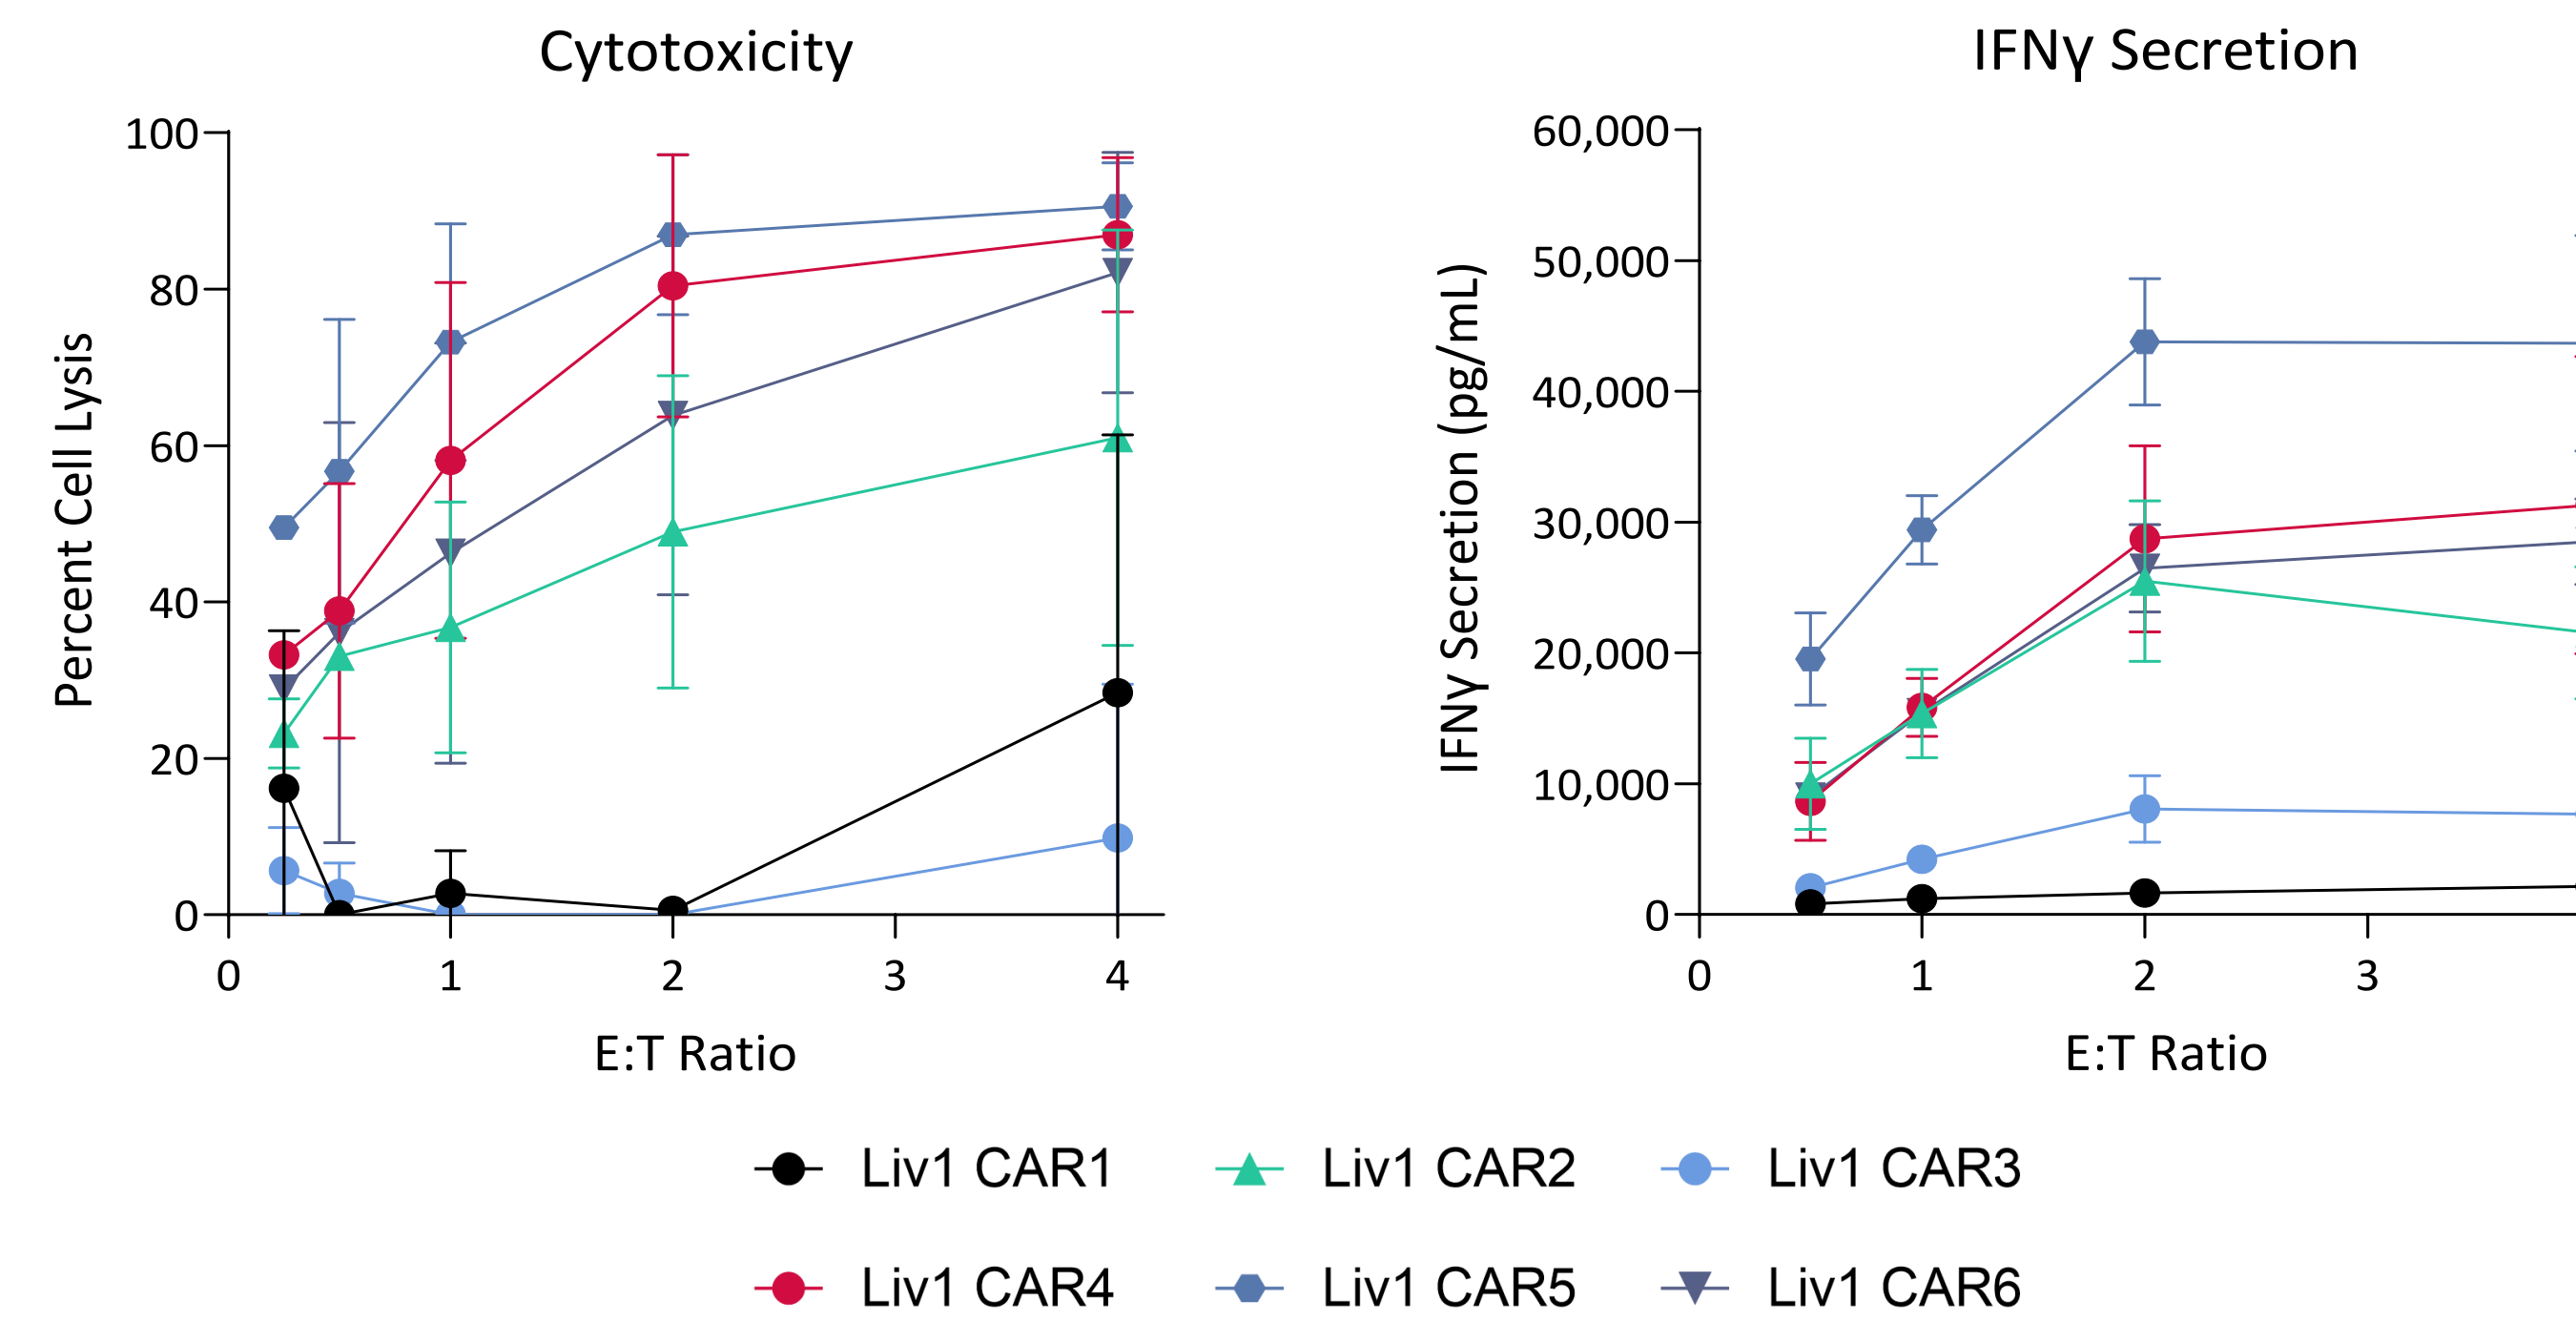 Cytotoxicity
Percent Cell Lysis
100
80
60
40
20
0
0 1 2 3 4
E:T Ratio
IFNγ Secretion
IFNγ Secretion (pg/mL)
60,000
50,000
40,000
30,000
20,000
10,000
0
0 1 2 3
E:T Ratio
Liv1 CAR1 Liv1 CAR2 Liv1 CAR3
Liv1 CAR4 Liv1 CAR5 Liv1 CAR6